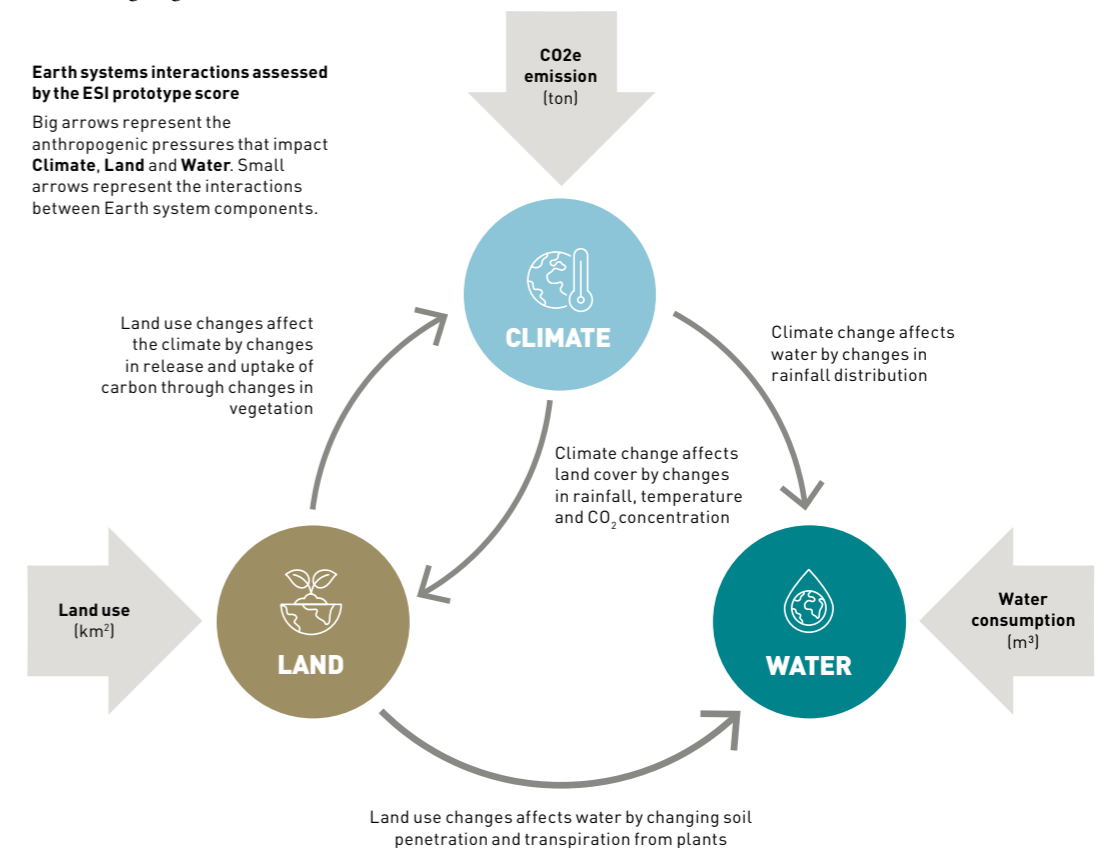 CO2e
emission
(ton)
Earth systems interactions assessed
by the ESI prototype score
Big arrows represent the
anthropogenic pressures that impact
Climate, Land and Water. Small
arrows represent the interactions
between Earth system components.
CLIMATE
Land use changes affect
the climate by changes
in release and uptake of
carbon through changes in
vegetation
Climate change affects
water by changes in
rainfall distribution
Climate change affects
land cover by changes
in rainfall, temperature
and CO₂ concentration
Land use
(km²)
LAND
WATER
Water
consumption
(m³)
Land use changes affects water by changing soil
penetration and transpiration from plants